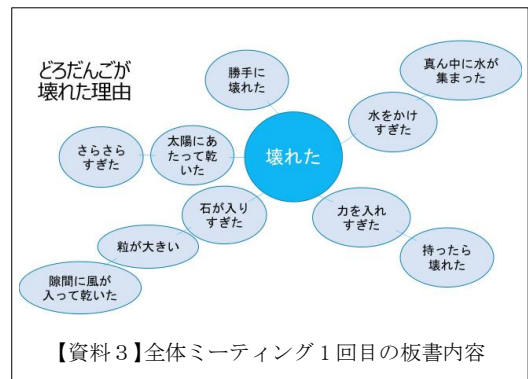 どろだんごが
壊れた理由
勝手に
壊れた
真ん中に水が
集まった
水をかけ
すぎた
太陽にあ
たって乾
いた
さらさら
すぎた
壊れた
石が入り
すぎた
力を入れ
すぎた
粒が大きい
持ったら
壊れた
隙間に風が
入って乾いた
【資料３】全体ミーティング１回目の板書内容